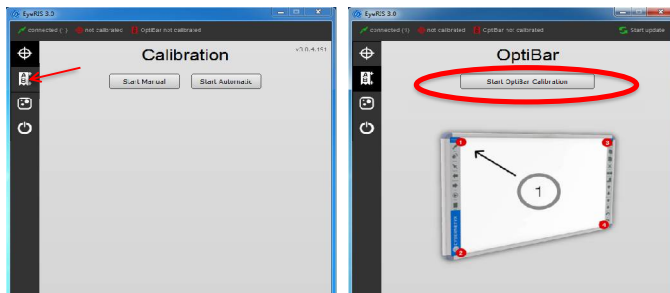 EyeRIS 3.0
connected (1) not calibrated OptiBar not calibrated
Calibration
v3.0.4.151
Start Manual Start Automatic
EyeRIS 3.0
connected (1) not calibrated OptiBar not calibrated Start update
OptiBar
Start OptiBar Calibration
1 3
1
2 4